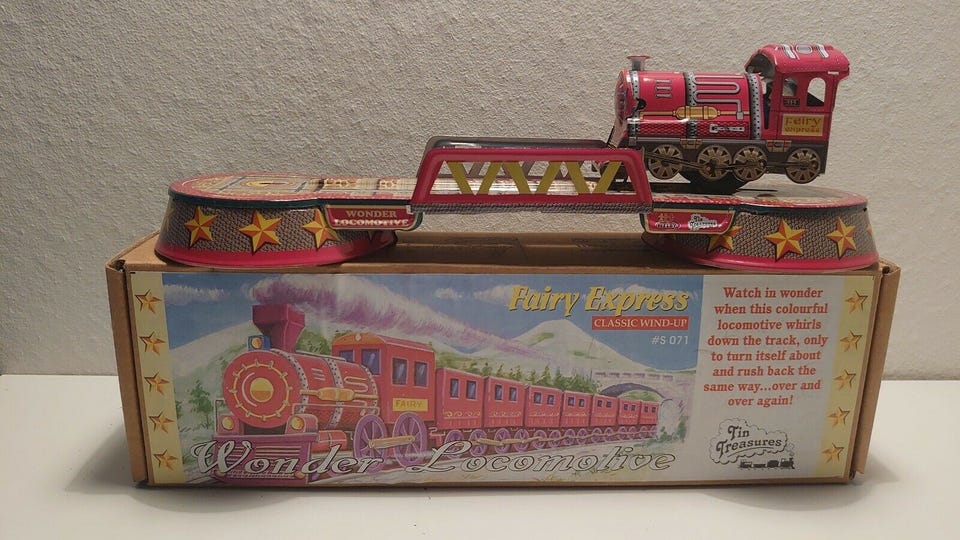 Fairy
express
WONDER
LOCOMOTIVE
Fairy Express
CLASSIC WIND-UP
#S 071
FAIRY
Wonder Locomotive
Watch in wonder
when this colourful
locomotive whirls
down the track, only
to turn itself about
and rush back the
same way...over and
over again!
Tin
Treasures